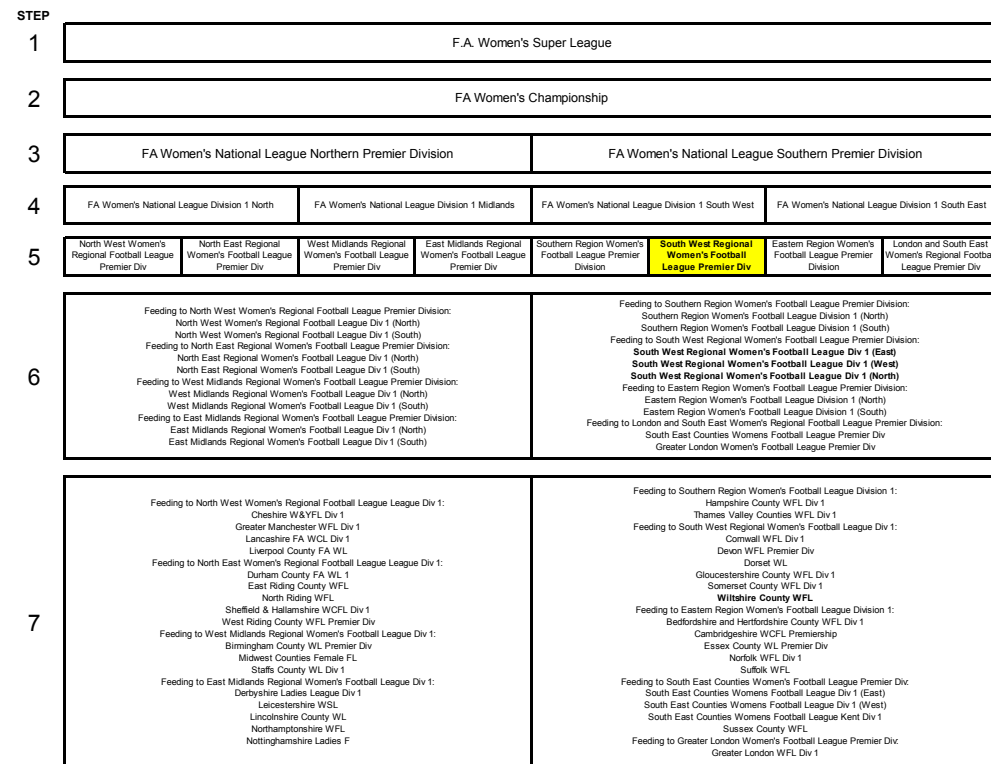 STEP
1
F.A. Women's Super League
2
FA Women's Championship
3
FA Women's National League Northern Premier Division
FA Women's National League Southern Premier Division
4
FA Women's National League Division 1 North
FA Women's National League Division 1 Midlands
FA Women's National League Division 1 South West
FA Women's National League Division 1 South East
5
North West Women's
Regional Football League
Premier Div
North East Regional
Women's Football League
Premier Div
West Midlands Regional
Women's Football League
Premier Div
East Midlands Regional
Women's Football League
Premier Div
Southern Region Women's
Football League Premier
Division
South West Regional
Women's Football
League Premier Div
Eastern Region Women's
Football League Premier
Division
London and South East
Women's Regional Footba
League Premier Div
6
Feeding to North West Women's Regional Football League Premier Division:
North West Women's Regional Football League Div 1 (North)
North West Women's Regional Football League Div 1 (South)
Feeding to North East Regional Women's Football League Premier Division:
North East Regional Women's Football League Div 1 (North)
North East Regional Women's Football League Div 1 (South)
Feeding to West Midlands Regional Women's Football League Premier Division:
West Midlands Regional Women's Football League Div 1 (North)
West Midlands Regional Women's Football League Div 1 (South)
Feeding to East Midlands Regional Women's Football League Premier Division:
East Midlands Regional Women's Football League Div 1 (North)
East Midlands Regional Women's Football League Div 1 (South)
Feeding to Southern Region Women's Football League Premier Division:
Southern Region Women's Football League Division 1 (North)
Southern Region Women's Football League Division 1 (South)
Feeding to South West Regional Women's Football League Premier Division:
South West Regional Women's Football League Div 1 (East)
South West Regional Women's Football League Div 1 (West)
South West Regional Women's Football League Div 1 (North)
Feeding to Eastern Region Women's Football League Premier Division:
Eastern Region Women's Football League Division 1 (North)
Eastern Region Women's Football League Division 1 (South)
Feeding to London and South East Women's Regional Football League Premier Division:
South East Counties Womens Football League Premier Div
Greater London Women's Football League Premier Div
7
Feeding to North West Women's Regional Football League League Div 1:
Cheshire W&YFL Div 1
Greater Manchester WFL Div 1
Lancashire FA WCL Div 1
Liverpool County FA WL
Feeding to North East Women's Regional Football League League Div 1:
Durham County FA WL 1
East Riding County WFL
North Riding WFL
Sheffield & Hallamshire WCFL Div 1
West Riding County WFL Premier Div
Feeding to West Midlands Regional Women's Football League Div 1:
Birmingham County WL Premier Div
Midwest Counties Female FL
Staffs County WL Div 1
Feeding to East Midlands Regional Women's Football League Div 1:
Derbyshire Ladies League Div 1
Leicestershire WSL
Lincolnshire County WL
Northamptonshire WFL
Nottinghamshire Ladies F
Feeding to Southern Region Women's Football League Division 1:
Hampshire County WFL Div 1
Thames Valley Counties WFL Div 1
Feeding to South West Regional Women's Football League Div 1:
Cornwall WFL Div 1
Devon WFL Premier Div
Dorset WL
Gloucestershire County WFL Div 1
Somerset County WFL Div 1
Wiltshire County WFL
Feeding to Eastern Region Women's Football League Division 1:
Bedfordshire and Hertfordshire County WFL Div 1
Cambridgeshire WCFL Premiership
Essex County WL Premier Div
Norfolk WFL Div 1
Suffolk WFL
Feeding to South East Counties Women's Football League Premier Div:
South East Counties Womens Football League Div 1 (East)
South East Counties Womens Football League Div 1 (West)
South East Counties Womens Football League Kent Div 1
Sussex County WFL
Feeding to Greater London Women's Football League Premier Div:
Greater London WFL Div 1